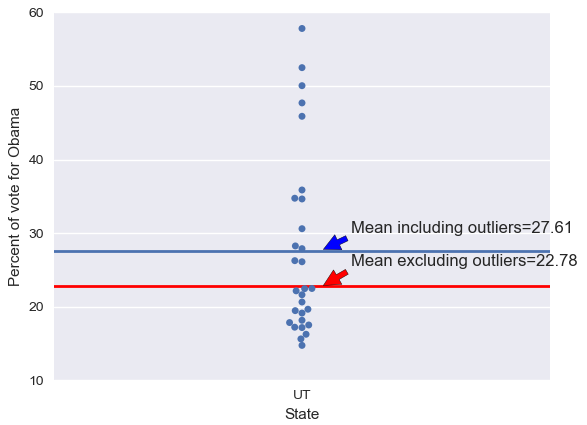 60
50
40
30
20
10
Percent of vote for Obama
Mean including outliers=27.61
Mean excluding outliers=22.78
UT
State